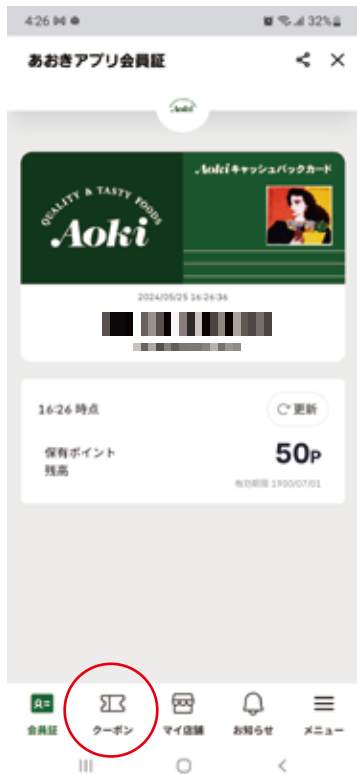 4:26
32%
あおきアプリ会員証
Aoki
QUALITY & TASTY FOODS
Aoki
Aokiキャッシュバックカード
2024/05/25 16:26:36
16:26 時点
更新
保有ポイント
残高
50P
有効期限 1900/07/01
会員証
クーポン
マイ店舗
お知らせ
メニュー